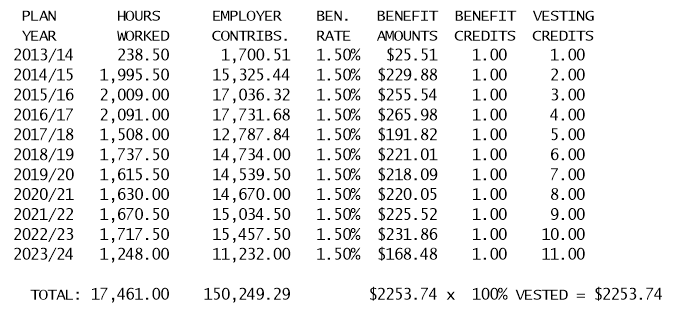 PLAN HOURS EMPLOYER BEN. BENEFIT BENEFIT VESTING
YEAR WORKED CONTRIBS. RATE AMOUNTS CREDITS CREDITS
2013/14 238.50 1,700.51 1.50% $25.51 1.00 1.00
2014/15 1,995.50 15,325.44 1.50% $229.88 1.00 2.00
2015/16 2,009.00 17,036.32 1.50% $255.54 1.00 3.00
2016/17 2,091.00 17,731.68 1.50% $265.98 1.00 4.00
2017/18 1,508.00 12,787.84 1.50% $191.82 1.00 5.00
2018/19 1,737.50 14,734.00 1.50% $221.01 1.00 6.00
2019/20 1,615.50 14,539.50 1.50% $218.09 1.00 7.00
2020/21 1,630.00 14,670.00 1.50% $220.05 1.00 8.00
2021/22 1,670.50 15,034.50 1.50% $225.52 1.00 9.00
2022/23 1,717.50 15,457.50 1.50% $231.86 1.00 10.00
2023/24 1,248.00 11,232.00 1.50% $168.48 1.00 11.00
TOTAL: 17,461.00 150,249.29 $2253.74 x 100% VESTED = $2253.74